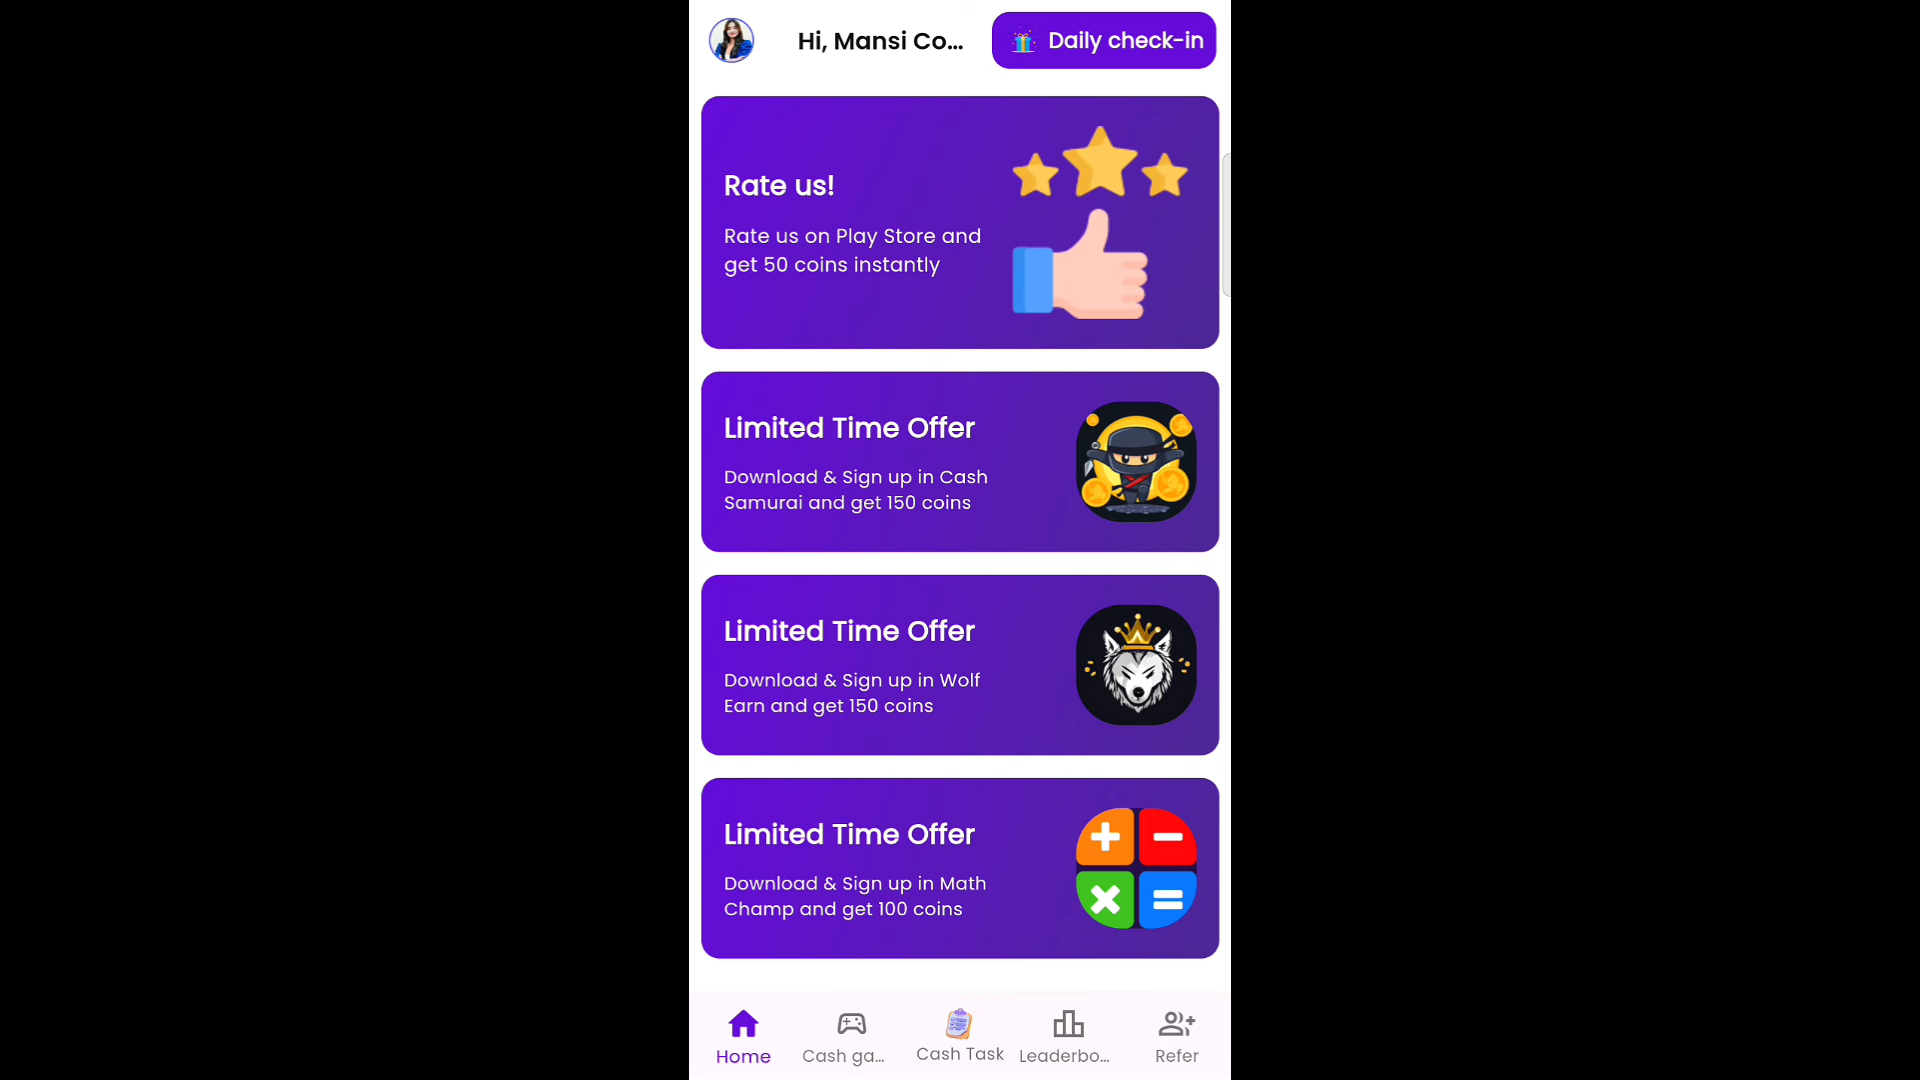 Hi, Mansi Co...
Daily check-in
Rate us!
Rate us on Play Store and
get 50 coins instantly
Limited Time Offer
Download & Sign up in Cash
Samurai and get 150 coins
Limited Time Offer
Download & Sign up in Wolf
Earn and get 150 coins
Limited Time Offer
Download & Sign up in Math
Champ and get 100 coins
Home
Cash ga...
Cash Task
Leaderbo...
Refer